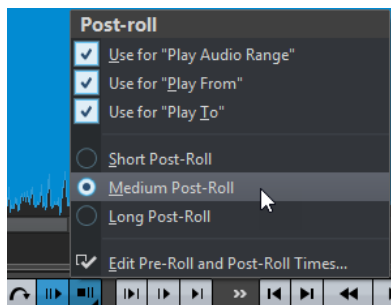 Post-roll
Use for "Play Audio Range"
Use for "Play From"
Use for "Play To"
Short Post-Roll
Medium Post-Roll
Long Post-Roll
Edit Pre-Roll and Post-Roll Times...